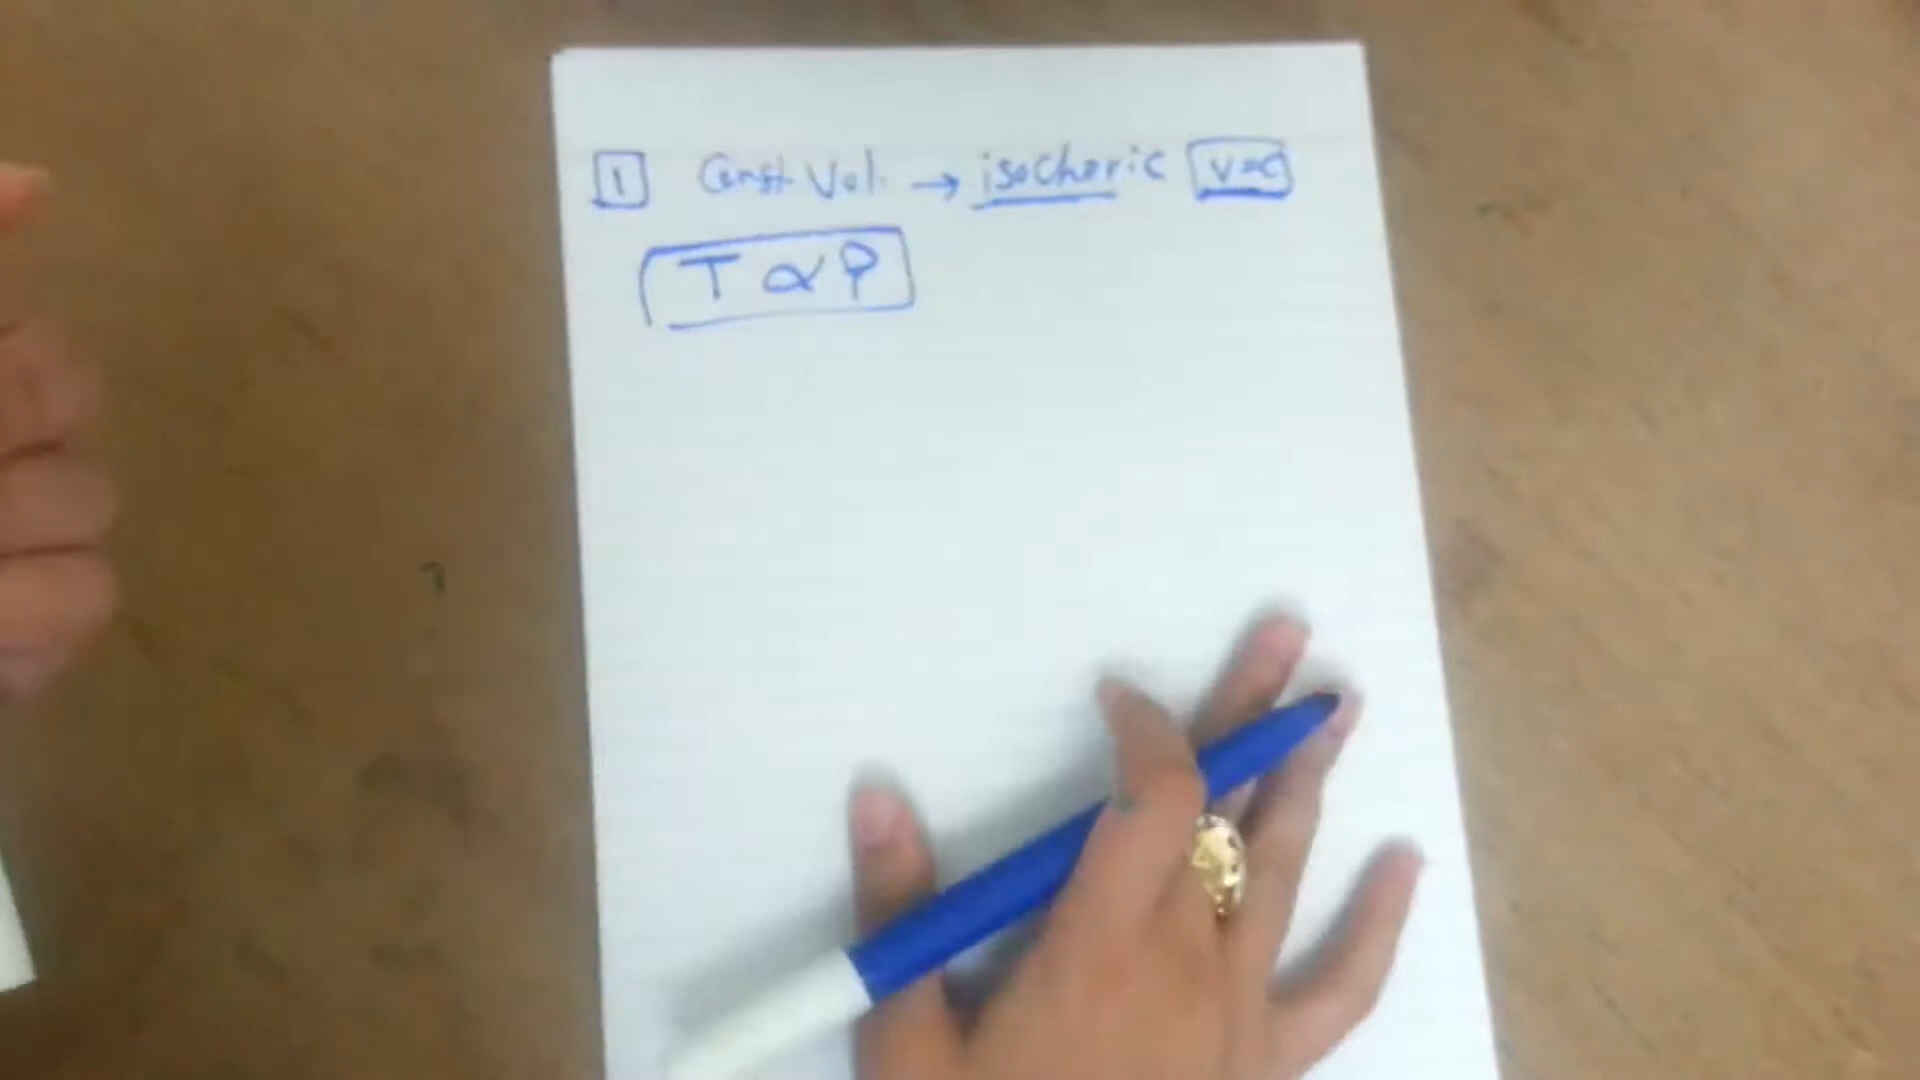 1 Const Vol. → isochoric V=C
T α P